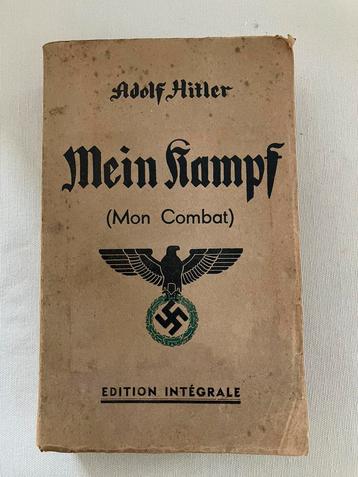 Adolf Hitler
Mein Kampf
(Mon Combat)
EDITION INTÉGRALE